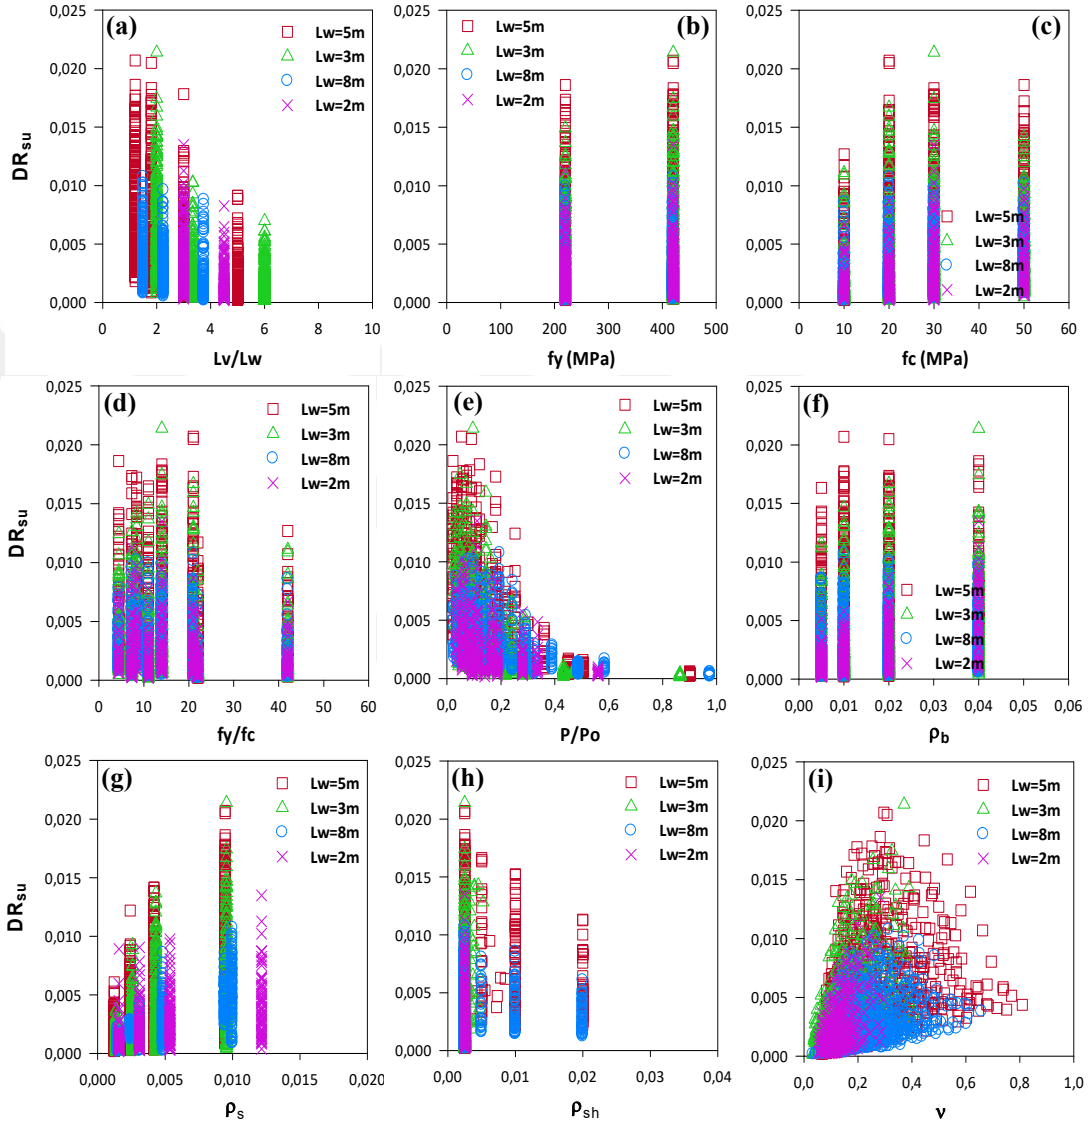 (a)
DRsu
0,025
0,020
0,015
0,010
0,005
0,000
0 2 4 6 8 10
Lv/Lw
Lw=5m
Lw=3m
Lw=8m
Lw=2m
(b)
0,025
0,020
0,015
0,010
0,005
0,000
0 100 200 300 400 500
fy (MPa)
Lw=5m
Lw=3m
Lw=8m
Lw=2m
(c)
0,025
0,020
0,015
0,010
0,005
0,000
0 10 20 30 40 50 60
fc (MPa)
Lw=5m
Lw=3m
Lw=8m
Lw=2m
(d)
DRsu
0,025
0,020
0,015
0,010
0,005
0,000
0 20 40 60
fy/fc
Lw=5m
Lw=3m
Lw=8m
Lw=2m
(e)
0,025
0,020
0,015
0,010
0,005
0,000
0,0 0,2 0,4 0,6 0,8 1,0
P/Po
Lw=5m
Lw=3m
Lw=8m
Lw=2m
(f)
0,025
0,020
0,015
0,010
0,005
0,000
0,00 0,01 0,02 0,03 0,04 0,05 0,06
ρb
Lw=5m
Lw=3m
Lw=8m
Lw=2m
(g)
DRsu
0,025
0,020
0,015
0,010
0,005
0,000
0,000 0,005 0,010 0,015 0,020
ρs
Lw=5m
Lw=3m
Lw=8m
Lw=2m
(h)
0,025
0,020
0,015
0,010
0,005
0,000
0,00 0,01 0,02 0,03 0,04
ρsh
Lw=5m
Lw=3m
Lw=8m
Lw=2m
(i)
0,025
0,020
0,015
0,010
0,005
0,000
0,0 0,2 0,4 0,6 0,8 1,0
ν
Lw=5m
Lw=3m
Lw=8m
Lw=2m